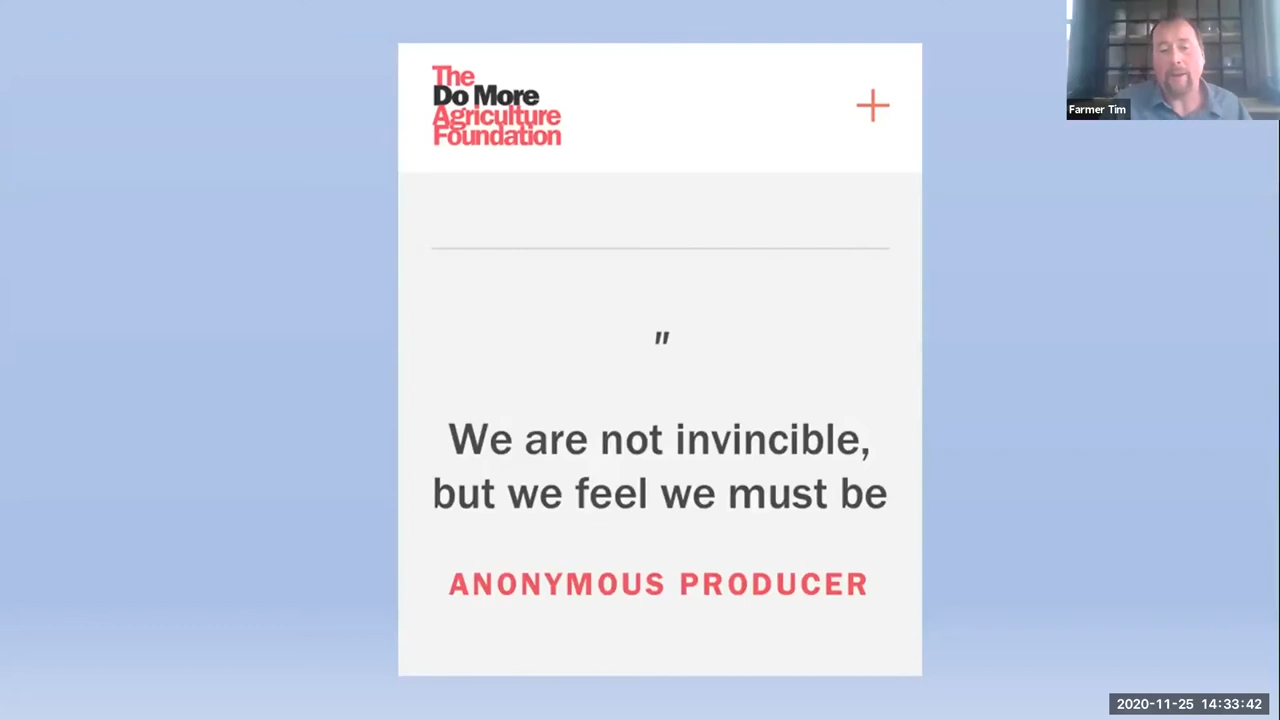 The
Do More
Agriculture
Foundation
+
Farmer Tim
"
We are not invincible,
but we feel we must be
ANONYMOUS PRODUCER
2020-11-25 14:33:42